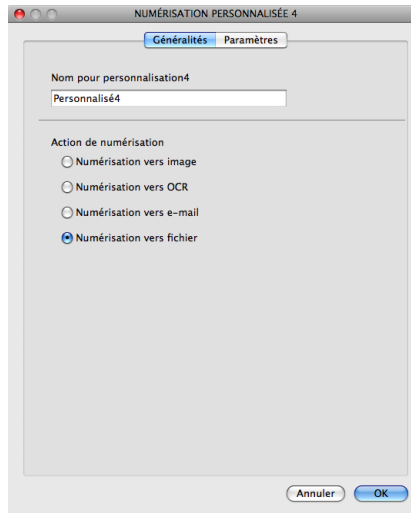 NUMÉRISATION PERSONNALISÉE 4
Généralités Paramètres
Nom pour personnalisation4
Personnalisé4
Action de numérisation
Numérisation vers image
Numérisation vers OCR
Numérisation vers e-mail
Numérisation vers fichier
Annuler OK